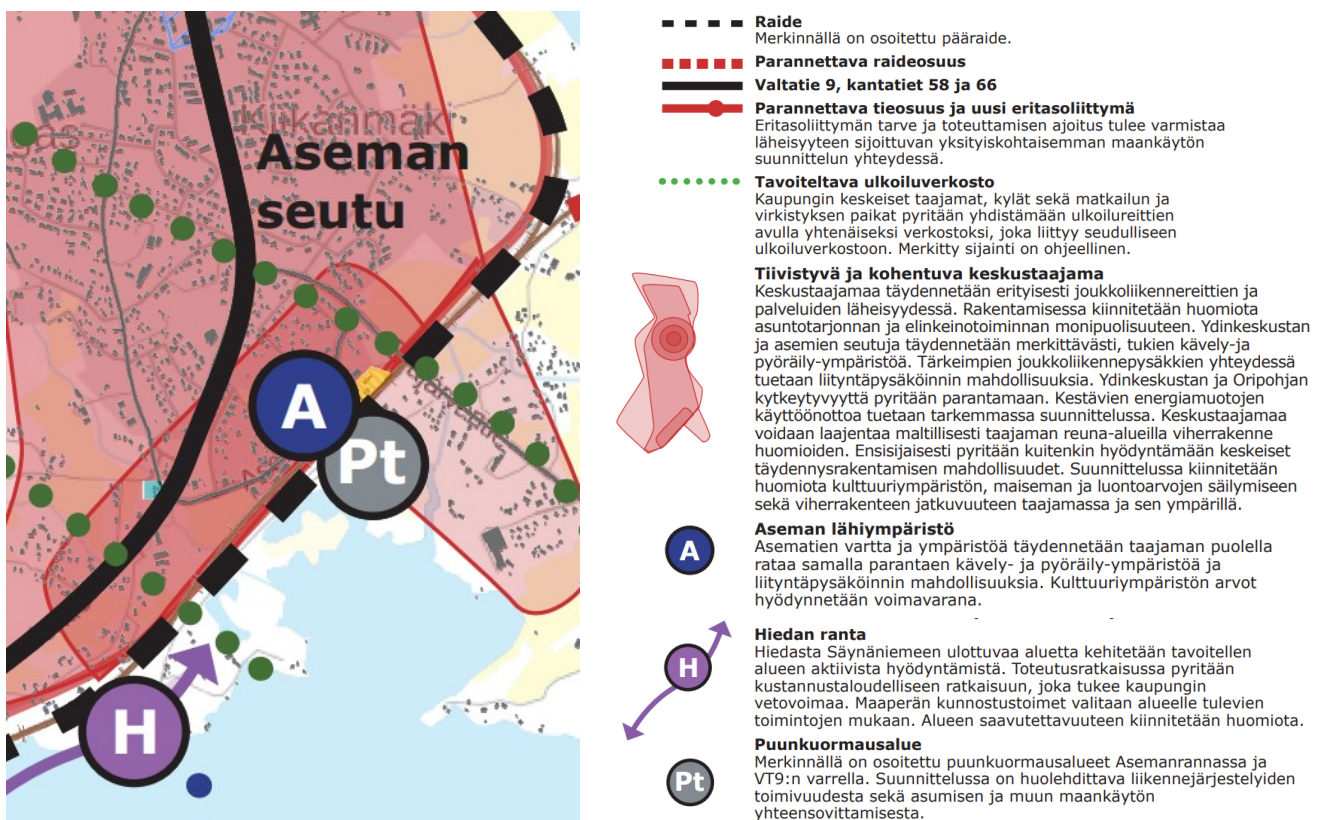 Kirkanmäki
Aseman
seutu
A
Pt
H
Raide
Merkinnällä on osoitettu pääraide.
Parannettava raideosuus
Valtatie 9, kantatiet 58 ja 66
Parannettava tieosuus ja uusi eritasoliittymä
Eritasoliittymän tarve ja toteuttamisen ajoitus tulee varmistaa
läheisyyteen sijoittuvan yksityiskohtaisemman maankäytön
suunnittelun yhteydessä.
Tavoiteltava ulkoiluverkosto
Kaupungin keskeiset taajamat, kylät sekä matkailun ja
virkistyksen paikat pyritään yhdistämään ulkoilureittien
avulla yhtenäiseksi verkostoksi, joka liittyy seudulliseen
ulkoiluverkostoon. Merkitty sijainti on ohjeellinen.
Tiivistyvä ja kohentuva keskustaajama
Keskustaajamaa täydennetään erityisesti joukkoliikennereittien ja
palveluiden läheisyydessä. Rakentamisessa kiinnitetään huomiota
asuntotarjonnan ja elinkeinotoiminnan monipuolisuuteen. Ydinkeskustan
ja asemien seutuja täydennetään merkittävästi, tukien kävely-ja
pyöräily-ympäristöä. Tärkeimpien joukkoliikennepysäkkien yhteydessä
tuetaan liityntäpysäköinnin mahdollisuuksia. Ydinkeskustan ja Oripohjan
kytkeytyvyyttä pyritään parantamaan. Kestävien energiamuotojen
käyttöönottoa tuetaan tarkemmassa suunnittelussa. Keskustaajamaa
voidaan laajentaa maltillisesti taajaman reuna-alueilla viherrakenne
huomioiden. Ensisijaisesti pyritään kuitenkin hyödyntämään keskeiset
täydennysrakentamisen mahdollisuudet. Suunnittelussa kiinnitetään
huomiota kulttuuriympäristön, maiseman ja luontoarvojen säilymiseen
sekä viherrakenteen jatkuvuuteen taajamassa ja sen ympärillä.
A
Aseman lähiympäristö
Asematien vartta ja ympäristöä täydennetään taajaman puolella
rataa samalla parantaen kävely- ja pyöräily-ympäristöä ja
liityntäpysäköinnin mahdollisuuksia. Kulttuuriympäristön arvot
hyödynnetään voimavarana.
H
Hiedan ranta
Hiedasta Säynäniemeen ulottuvaa aluetta kehitetään tavoitellen
alueen aktiivista hyödyntämistä. Toteutusratkaisussa pyritään
kustannustaloudelliseen ratkaisuun, joka tukee kaupungin
vetovoimaa. Maaperän kunnostustoimet valitaan alueelle tulevien
toimintojen mukaan. Alueen saavutettavuuteen kiinnitetään huomiota.
Pt
Puunkuormausalue
Merkinnällä on osoitettu puunkuormausalueet Asemanrannassa ja
VT9:n varrella. Suunnittelussa on huolehdittava liikennejärjestelyiden
toimivuudesta sekä asumisen ja muun maankäytön
yhteensovittamisesta.